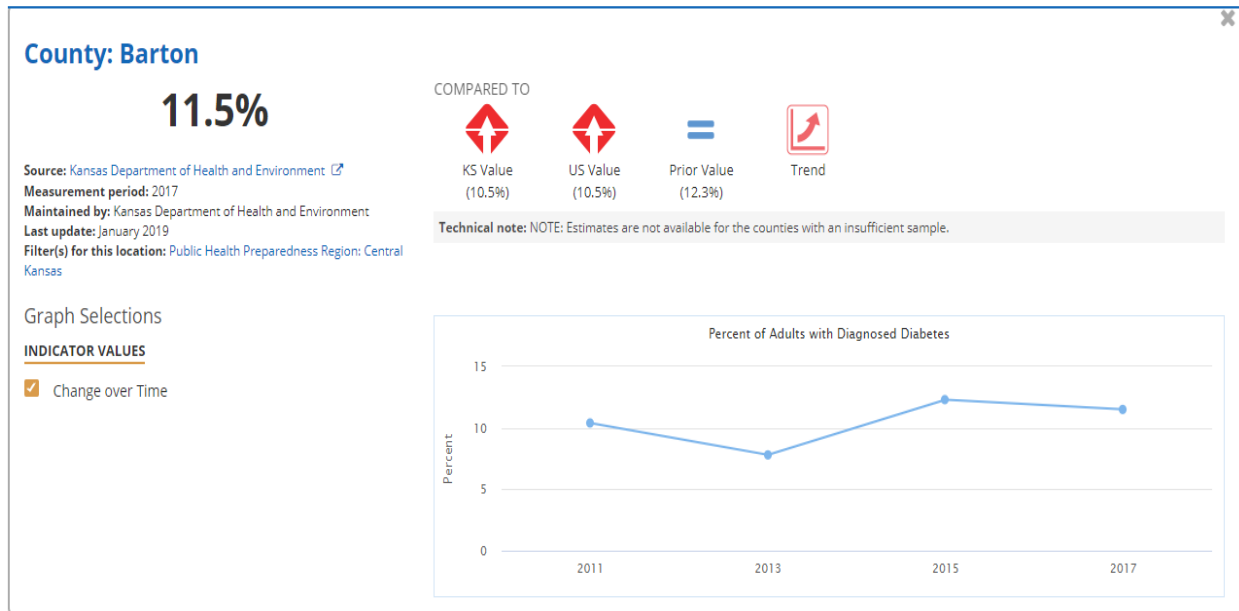 County: Barton
11.5%
Source: Kansas Department of Health and Environment
Measurement period: 2017
Maintained by: Kansas Department of Health and Environment
Last update: January 2019
Filter(s) for this location: Public Health Preparedness Region: Central
Kansas
Graph Selections
INDICATOR VALUES
Change over Time
COMPARED TO
KS Value
(10.5%)
US Value
(10.5%)
Prior Value
(12.3%)
Trend
Technical note: NOTE: Estimates are not available for the counties with an insufficient sample.
Percent of Adults with Diagnosed Diabetes
Percent
15
10
5
0
2011 2013 2015 2017